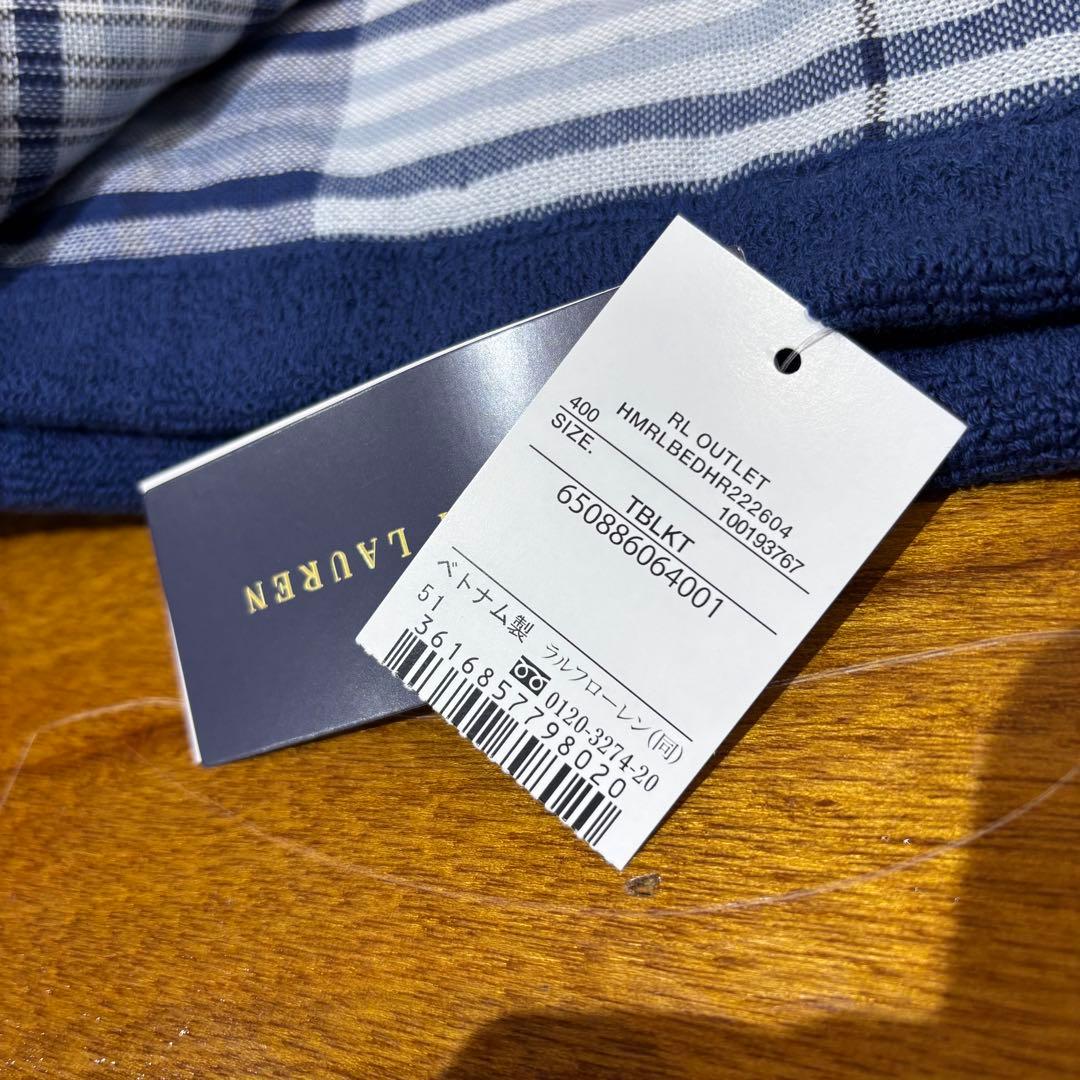 RL OUTLET
400 HMRLBEDHR222604
SIZE. 100193767
TBLKT
650886064001
ベトナム製 ラルフローレン(同)
51 0120-3274-20
3616857798020
LAUREN